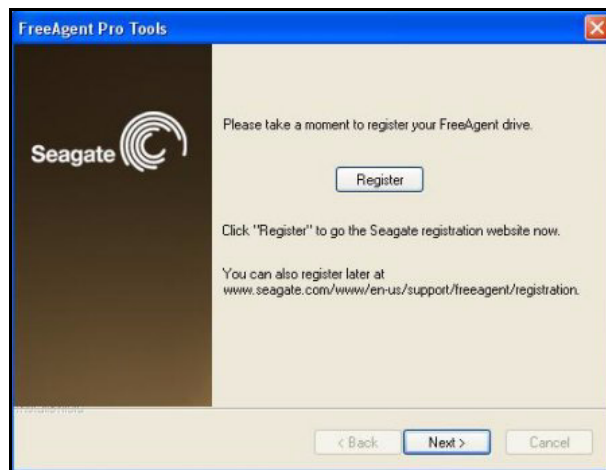 FreeAgent Pro Tools
Seagate
Please take a moment to register your FreeAgent drive.
Register
Click "Register" to go the Seagate registration website now.
You can also register later at
www.seagate.com/www/en-us/support/freeagent/registration.
< Back
Next >
Cancel